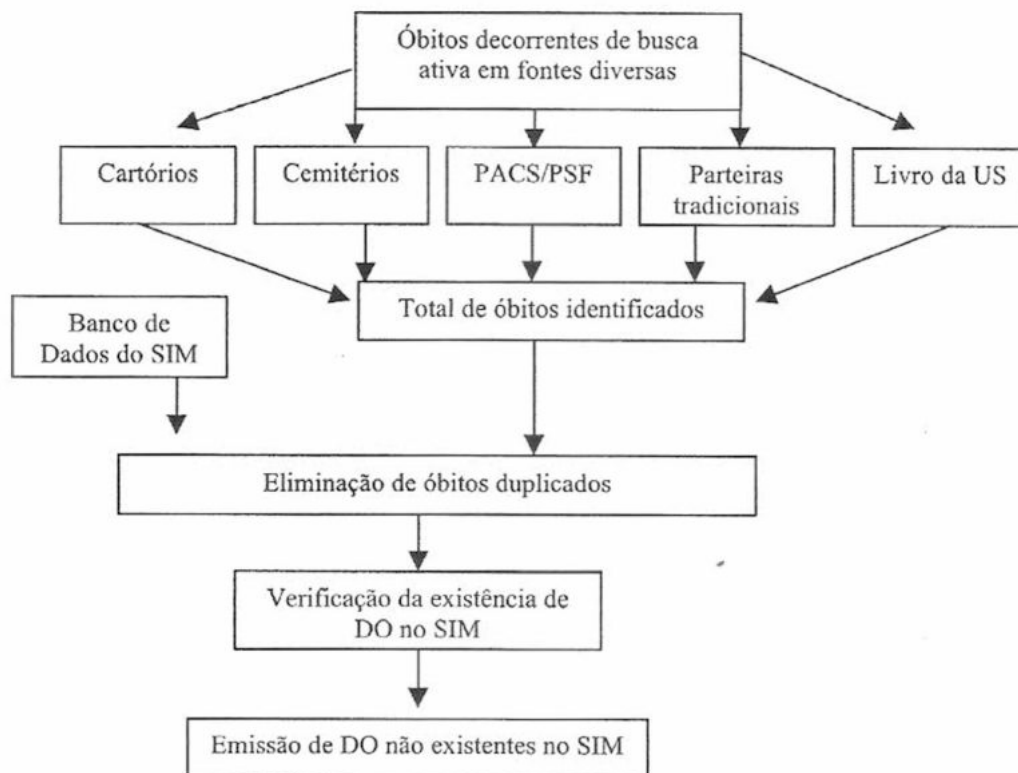 Óbitos decorrentes de busca
ativa em fontes diversas
Cartórios
Cemitérios
PACS/PSF
Parteiras
tradicionais
Livro da US
Total de óbitos identificados
Banco de
Dados do SIM
Eliminação de óbitos duplicados
Verificação da existência de
DO no SIM
Emissão de DO não existentes no SIM